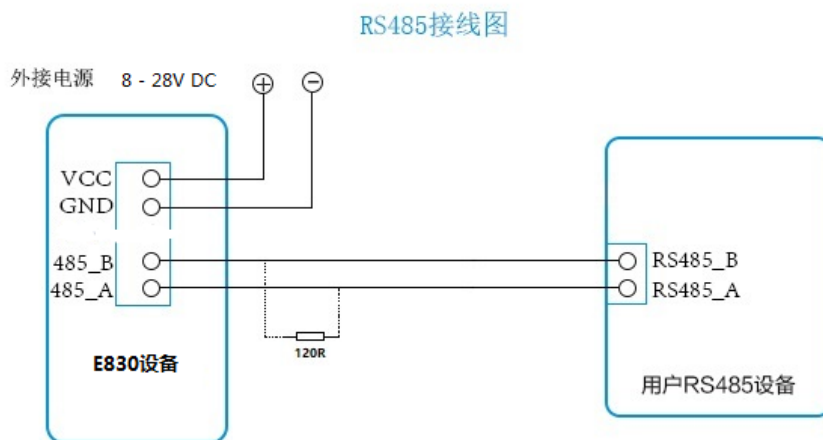 RS485接线图
外接电源 8 - 28V DC
VCC
GND
485_B
RS485_B
485_A
RS485_A
120R
E830设备
用户RS485设备